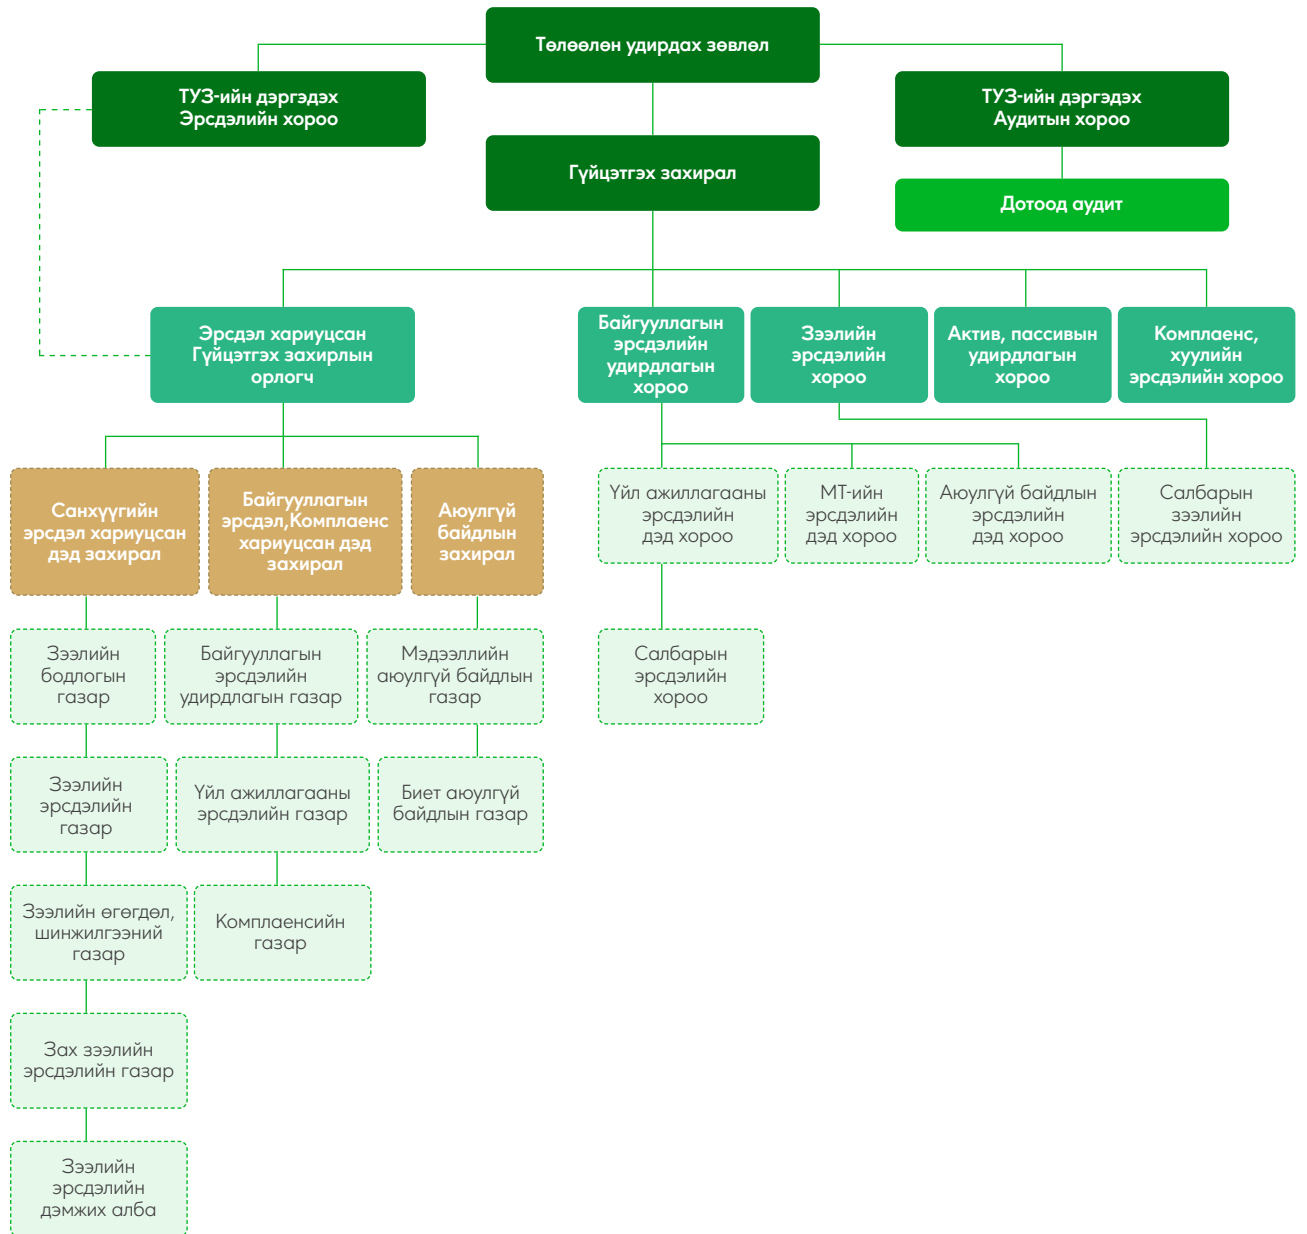 Төлөөлөн удирдах зөвлөл
ТУЗ-ийн дэргэдэх
Эрсдэлийн хороо
ТУЗ-ийн дэргэдэх
Аудитын хороо
Гүйцэтгэх захирал
Дотоод аудит
Эрсдэл хариуцсан
Гүйцэтгэх захирлын
орлогч
Байгууллагын
эрсдэлийн
удирдлагын
хороо
Зээлийн
эрсдэлийн
хороо
Актив, пассивын
удирдлагын
хороо
Комплаенс,
хуулийн
эрсдэлийн хороо
Санхүүгийн
эрсдэл хариуцсан
дэд захирал
Байгууллагын
эрсдэл,Комплаенс
хариуцсан дэд
захирал
Аюулгүй
байдлын
захирал
Үйл ажиллагааны
эрсдэлийн
дэд хороо
МТ-ийн
эрсдэлийн
дэд хороо
Аюулгүй байдлын
эрсдэлийн
дэд хороо
Салбарын
зээлийн
эрсдэлийн хороо
Зээлийн
бодлогын
газар
Байгууллагын
эрсдэлийн
удирдлагын газар
Мэдээллийн
аюулгүй байдлын
газар
Салбарын
эрсдэлийн
хороо
Зээлийн
эрсдэлийн
газар
Үйл ажиллагааны
эрсдэлийн газар
Биет аюулгүй
байдлын газар
Зээлийн өгөгдөл,
шинжилгээний
газар
Комплаенсийн
газар
Зах зээлийн
эрсдэлийн газар
Зээлийн
эрсдэлийн
дэмжих алба